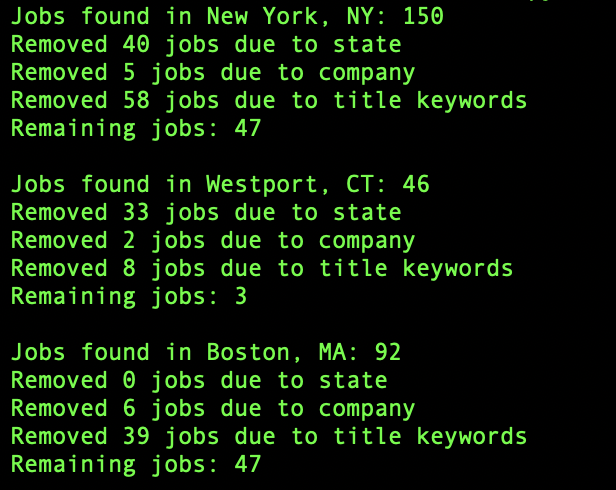 Jobs found in New York, NY: 150
Removed 40 jobs due to state
Removed 5 jobs due to company
Removed 58 jobs due to title keywords
Remaining jobs: 47
Jobs found in Westport, CT: 46
Removed 33 jobs due to state
Removed 2 jobs due to company
Removed 8 jobs due to title keywords
Remaining jobs: 3
Jobs found in Boston, MA: 92
Removed 0 jobs due to state
Removed 6 jobs due to company
Removed 39 jobs due to title keywords
Remaining jobs: 47